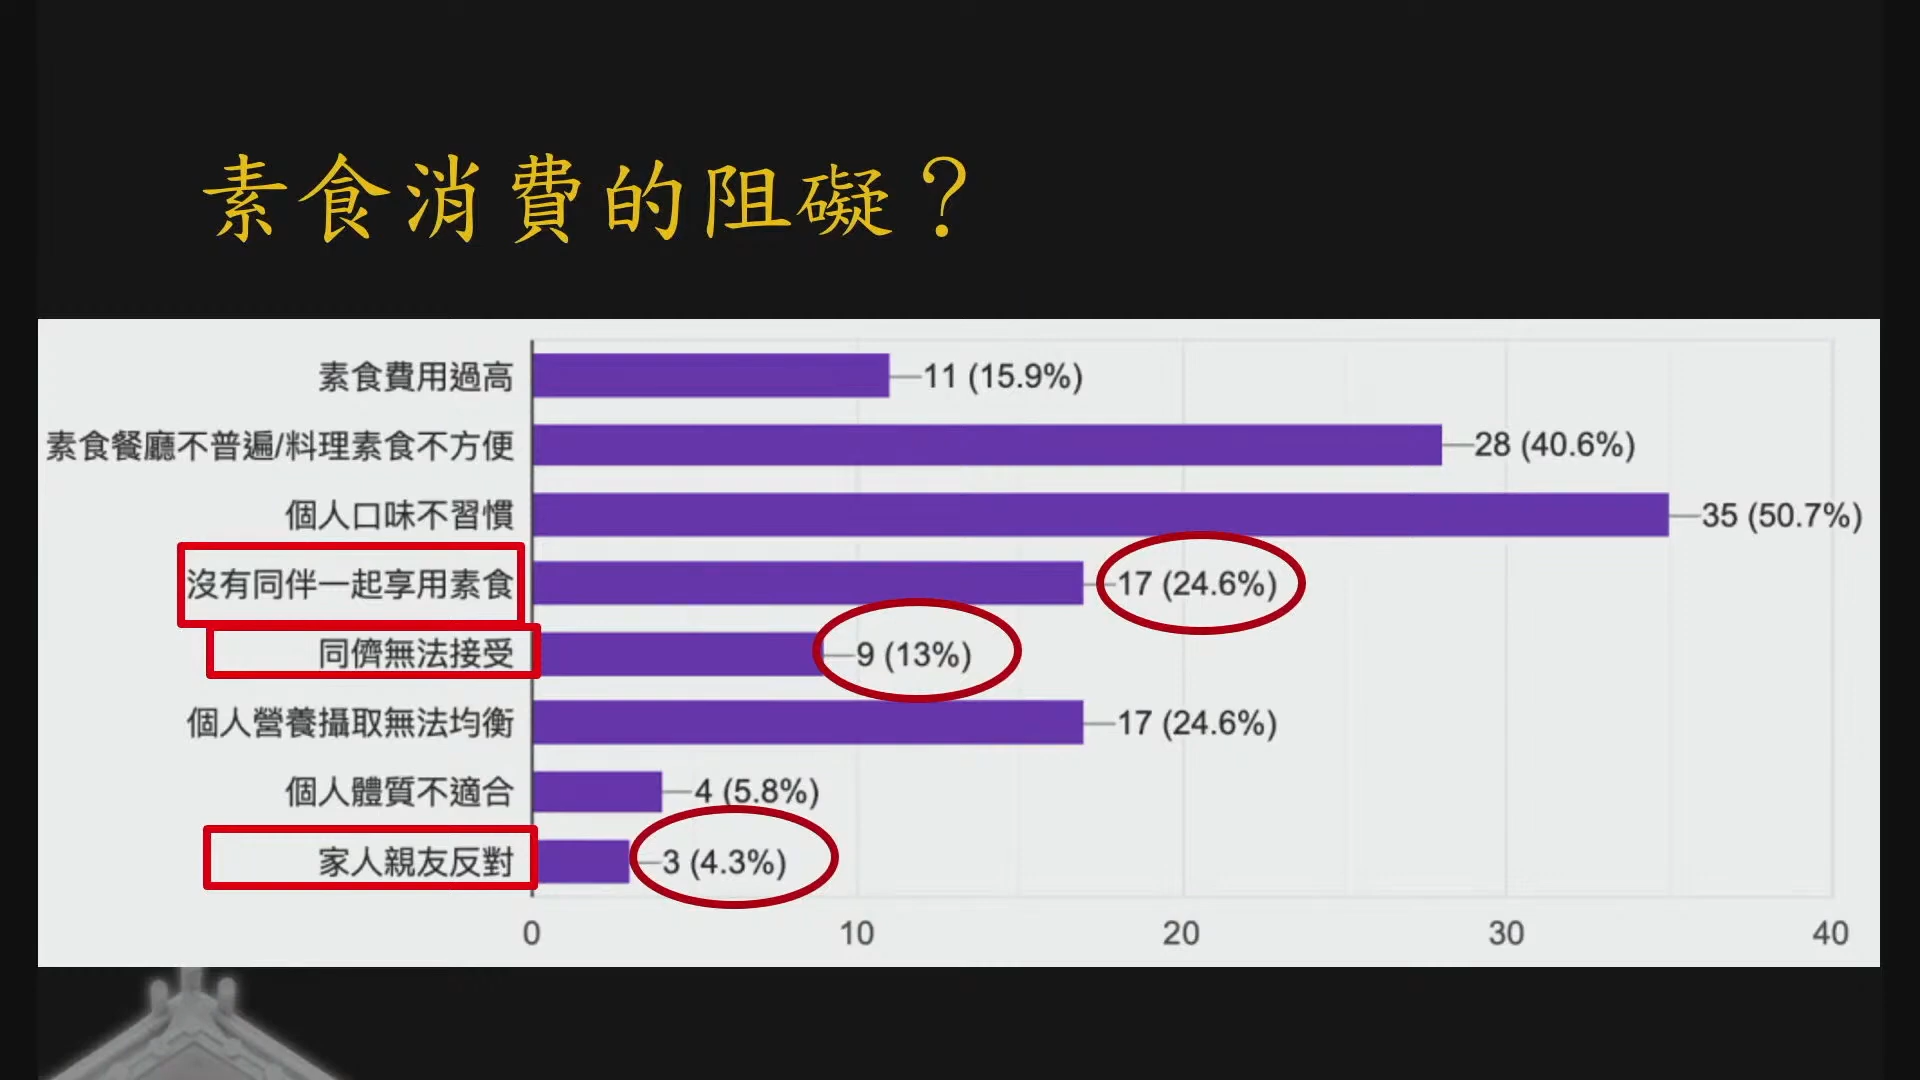 素食消費的阻礙？
素食費用過高 11 (15.9%)
素食餐廳不普遍/料理素食不方便 28 (40.6%)
個人口味不習慣 35 (50.7%)
沒有同伴一起享用素食 17 (24.6%)
同儕無法接受 9 (13%)
個人營養攝取無法均衡 17 (24.6%)
個人體質不適合 4 (5.8%)
家人親友反對 3 (4.3%)
0 10 20 30 40